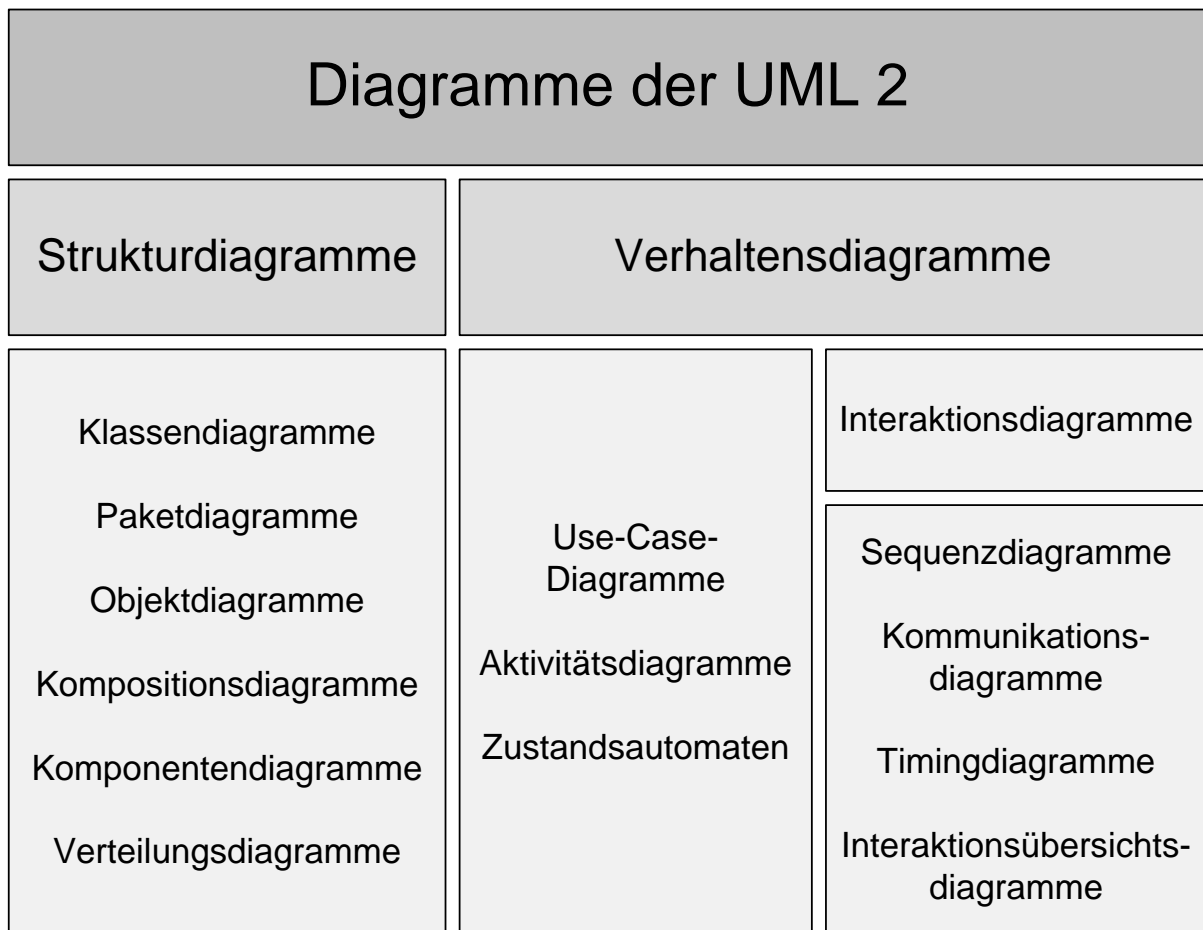 Diagramme der UML 2
Strukturdiagramme
Verhaltensdiagramme
Klassendiagramme
Paketdiagramme
Objektdiagramme
Kompositionsdiagramme
Komponentendiagramme
Verteilungsdiagramme
Use-Case-
Diagramme
Aktivitätsdiagramme
Zustandsautomaten
Interaktionsdiagramme
Sequenzdiagramme
Kommunikations-
diagramme
Timingdiagramme
Interaktionsübersichts-
diagramme